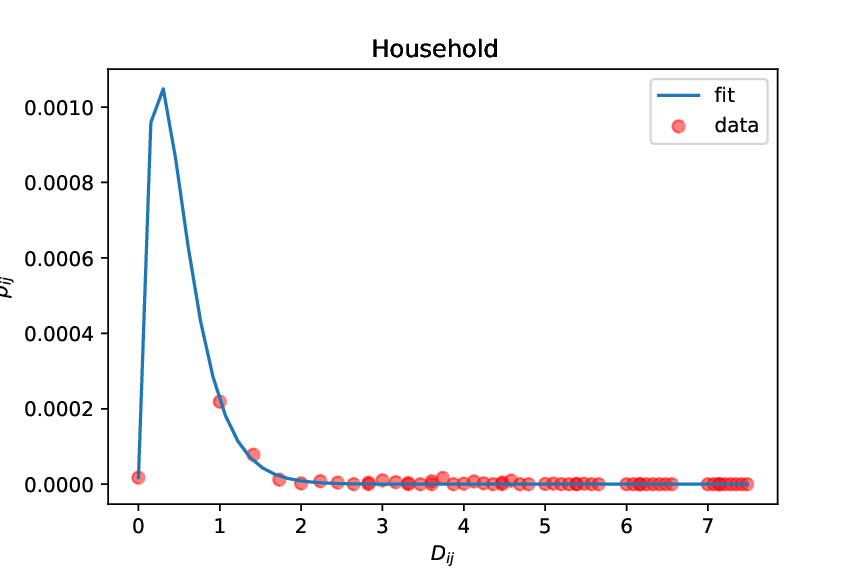 Household
fit
data
0.0010
0.0008
0.0006
0.0004
0.0002
0.0000
p_ij
0 1 2 3 4 5 6 7
D_ij